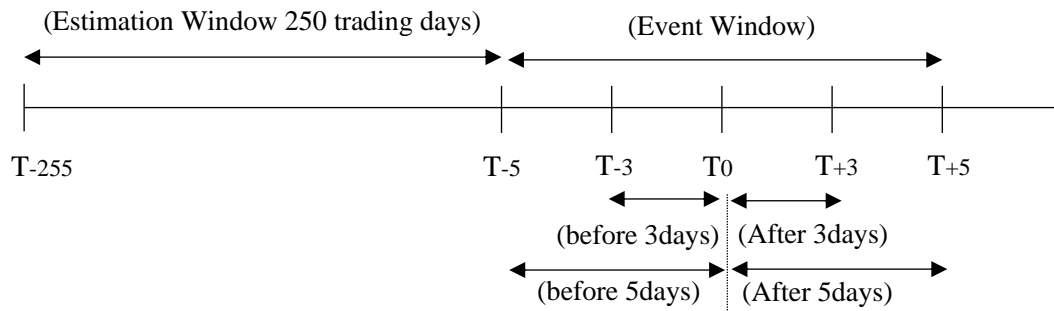 (Estimation Window 250 trading days) (Event Window)
T-255 T-5 T-3 T0 T+3 T+5
(before 3days) (After 3days)
(before 5days) (After 5days)